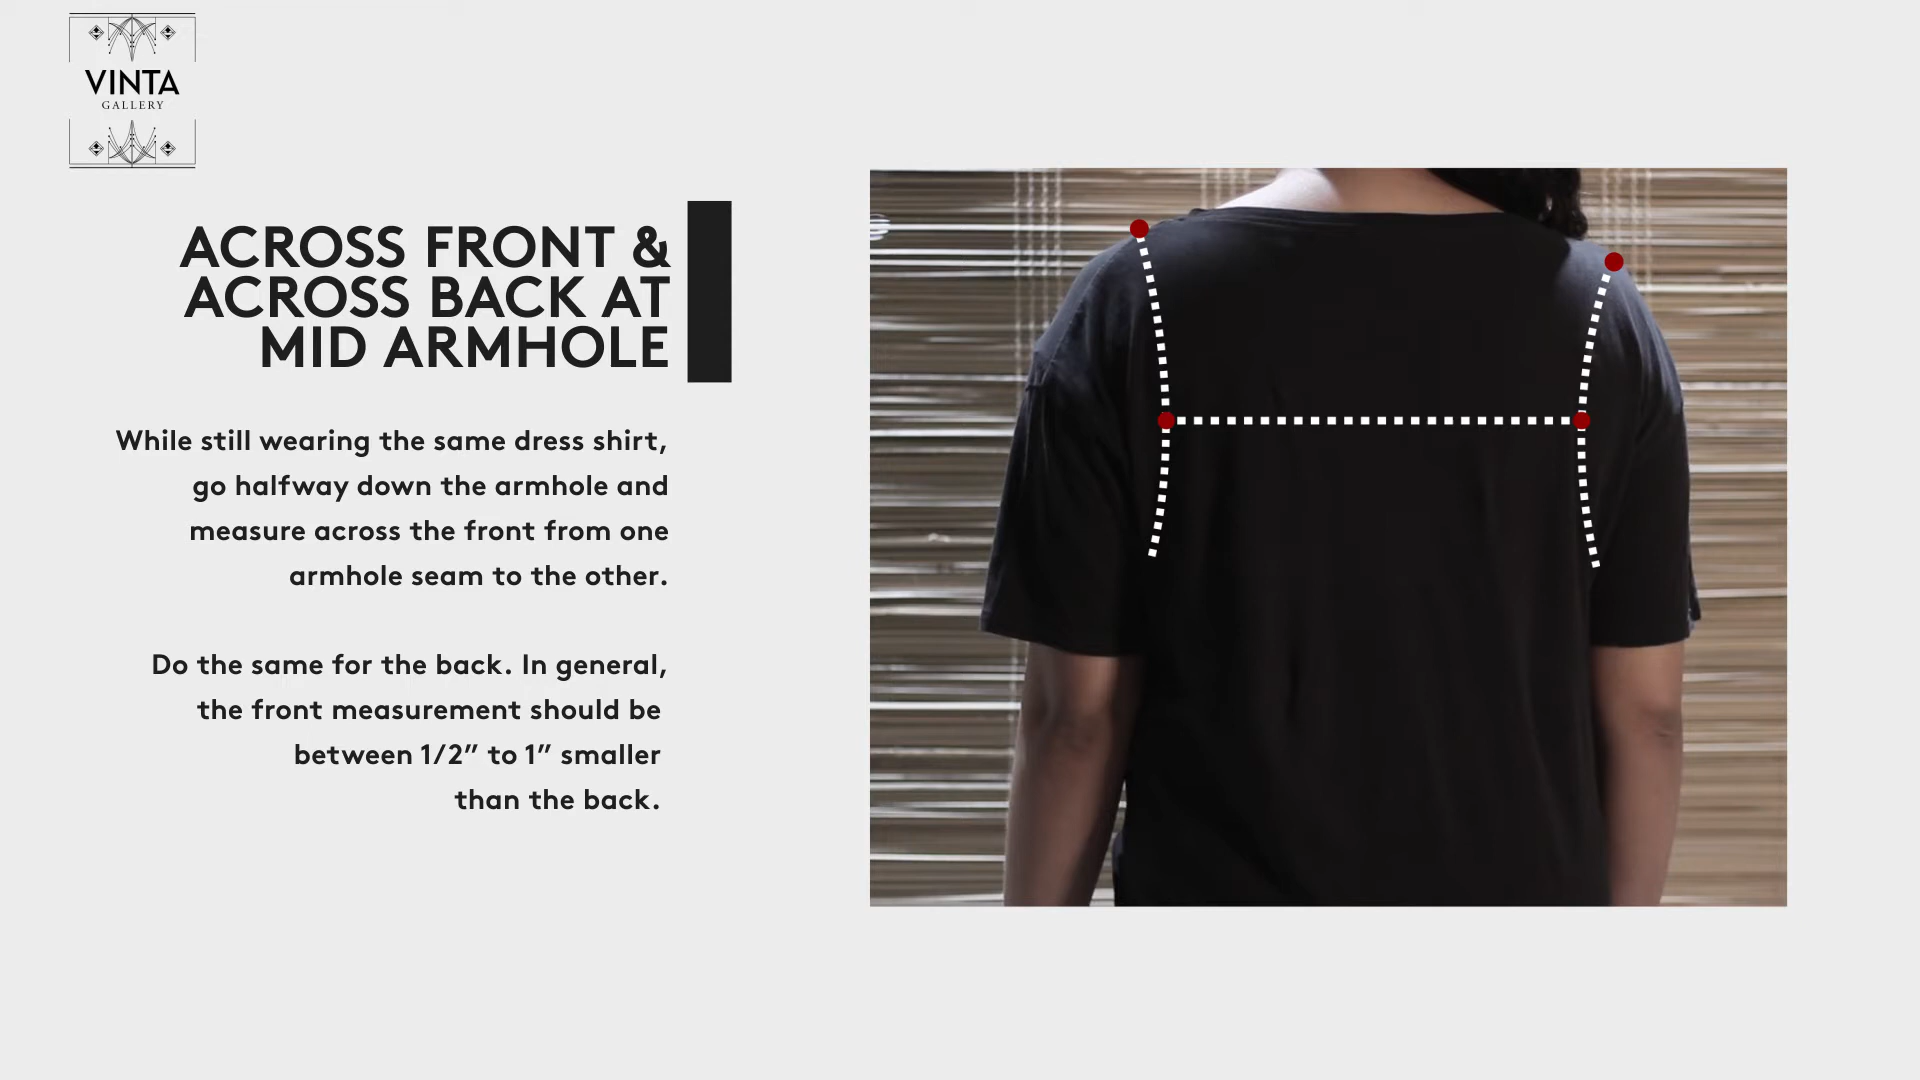 VINTA
GALLERY
ACROSS FRONT &
ACROSS BACK AT
MID ARMHOLE
While still wearing the same dress shirt,
go halfway down the armhole and
measure across the front from one
armhole seam to the other.
Do the same for the back. In general,
the front measurement should be
between 1/2” to 1” smaller
than the back.